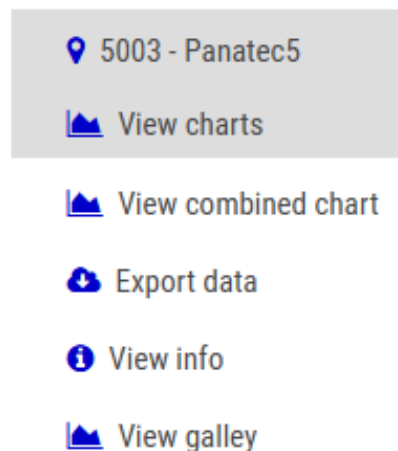 5003 - Panatec5
View charts
View combined chart
Export data
View info
View galley